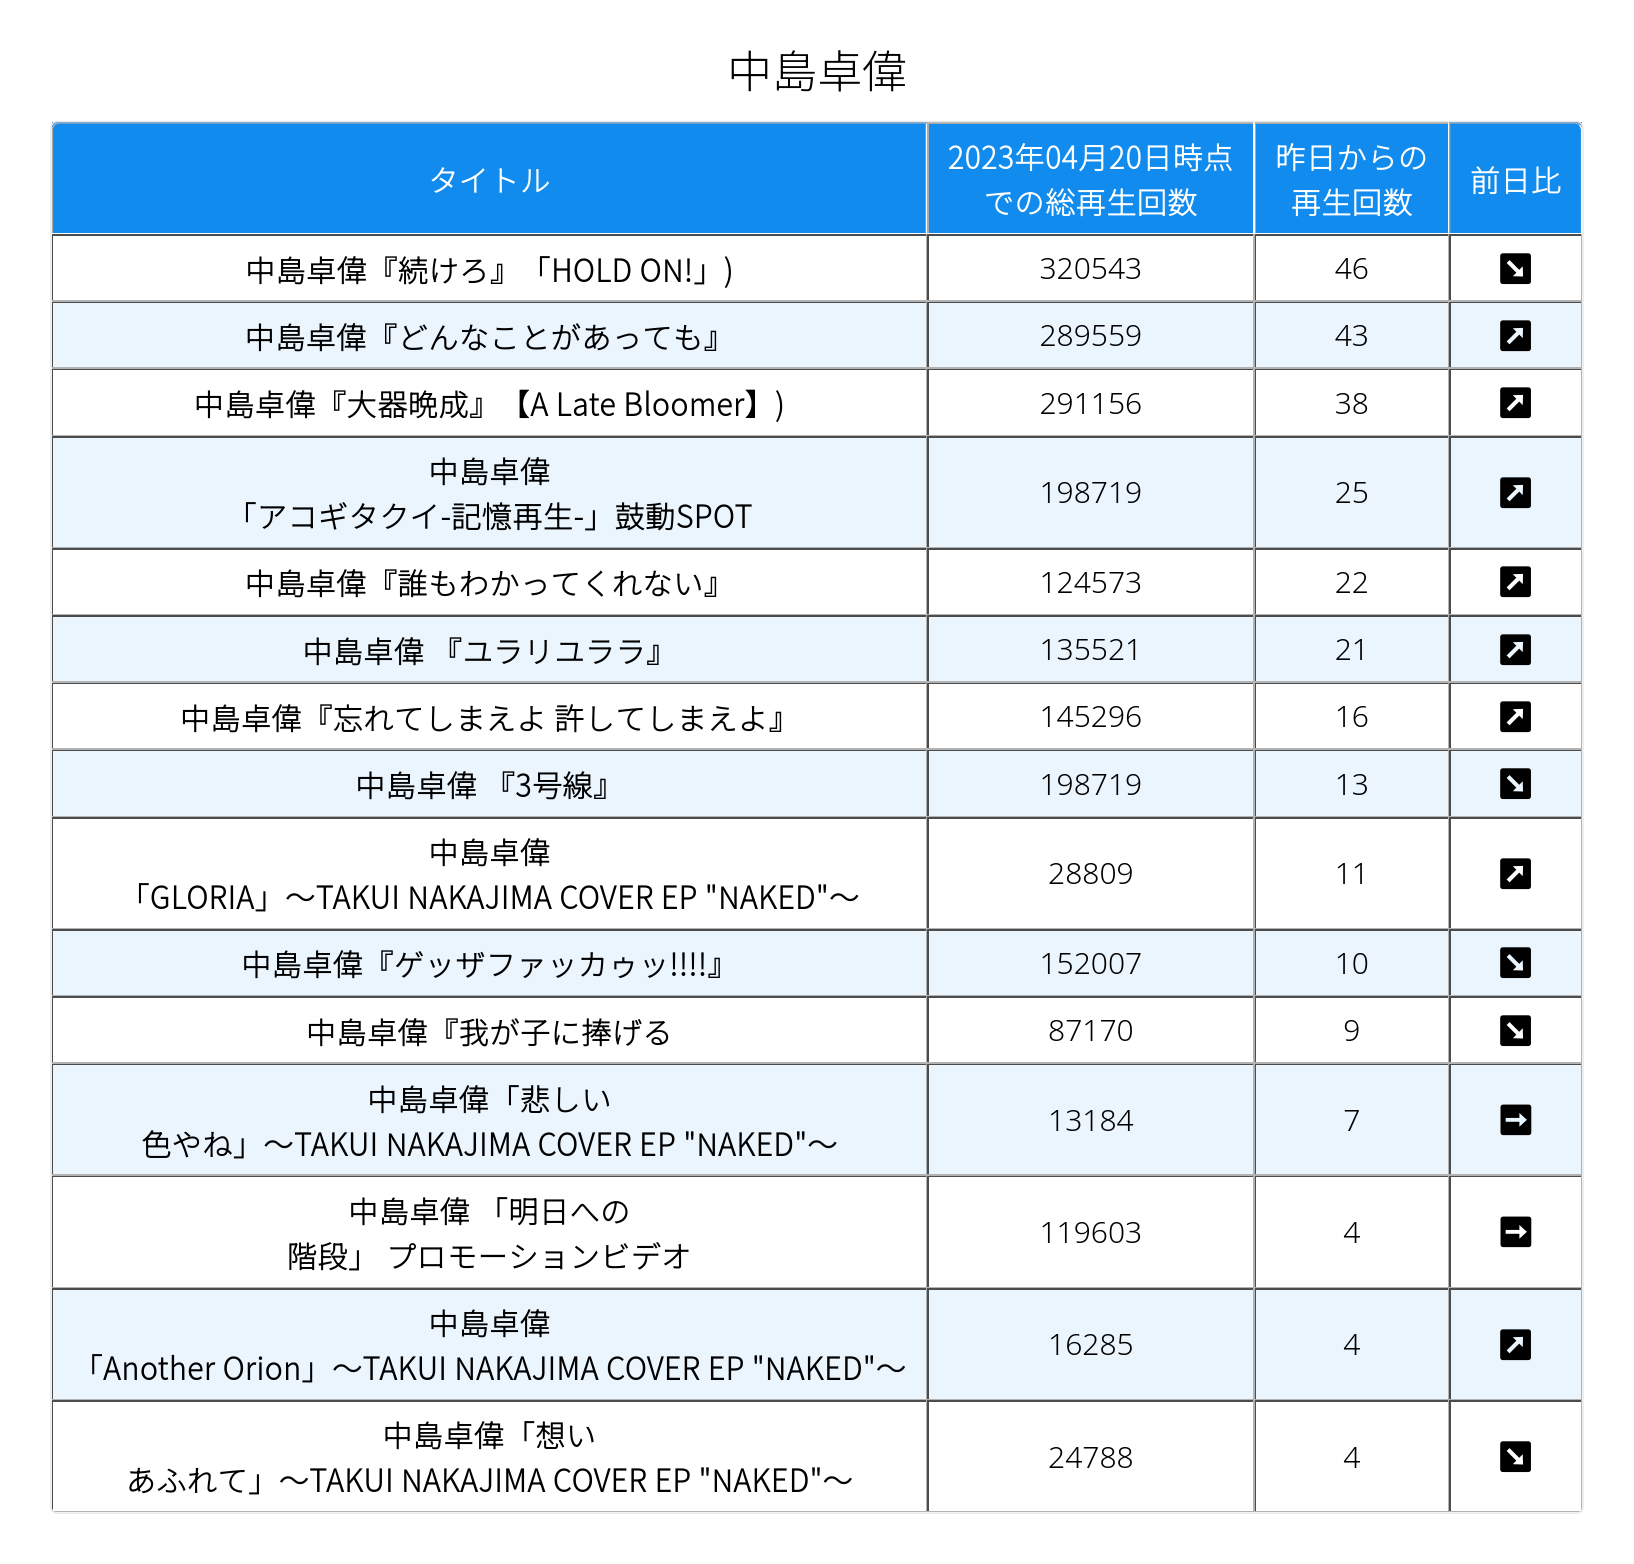 中島卓偉
タイトル
2023年04月20日時点
での総再生回数
昨日からの
再生回数
前日比
中島卓偉『続けろ』「HOLD ON!」) 320543 46 ↘
中島卓偉『どんなことがあっても』 289559 43 ↗
中島卓偉『大器晩成』【A Late Bloomer】) 291156 38 ↗
中島卓偉
「アコギタクイ-記憶再生-」鼓動SPOT 198719 25 ↗
中島卓偉『誰もわかってくれない』 124573 22 ↗
中島卓偉 『ユラリユララ』 135521 21 ↗
中島卓偉『忘れてしまえよ 許してしまえよ』 145296 16 ↗
中島卓偉 『3号線』 198719 13 ↘
中島卓偉
「GLORIA」〜TAKUI NAKAJIMA COVER EP "NAKED"〜 28809 11 ↗
中島卓偉『ゲッザファッカゥッ!!!!』 152007 10 ↘
中島卓偉『我が子に捧げる 87170 9 ↘
中島卓偉「悲しい
色やね」〜TAKUI NAKAJIMA COVER EP "NAKED"〜 13184 7 →
中島卓偉 「明日への
階段」 プロモーションビデオ 119603 4 →
中島卓偉
「Another Orion」〜TAKUI NAKAJIMA COVER EP "NAKED"〜 16285 4 ↗
中島卓偉「想い
あふれて」〜TAKUI NAKAJIMA COVER EP "NAKED"〜 24788 4 ↘